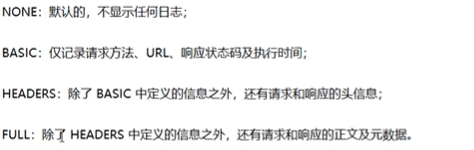 NONE：默认的，不显示任何日志；
BASIC：仅记录请求方法、URL、响应状态码及执行时间；
HEADERS：除了 BASIC 中定义的信息之外，还有请求和响应的头信息；
FULL：除了 HEADERS 中定义的信息之外，还有请求和响应的正文及元数据。